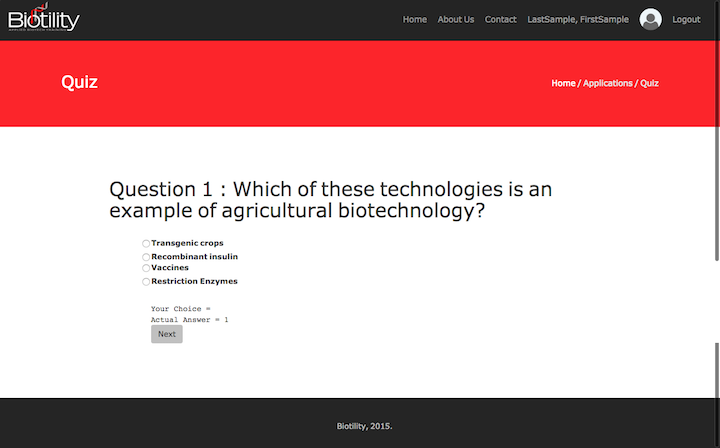 Biotility
Home About Us Contact LastSample, FirstSample Logout
Quiz
Home / Applications / Quiz
Question 1 : Which of these technologies is an
example of agricultural biotechnology?
Transgenic crops
Recombinant insulin
Vaccines
Restriction Enzymes
Your Choice =
Actual Answer = 1
Next
Biotility, 2015.